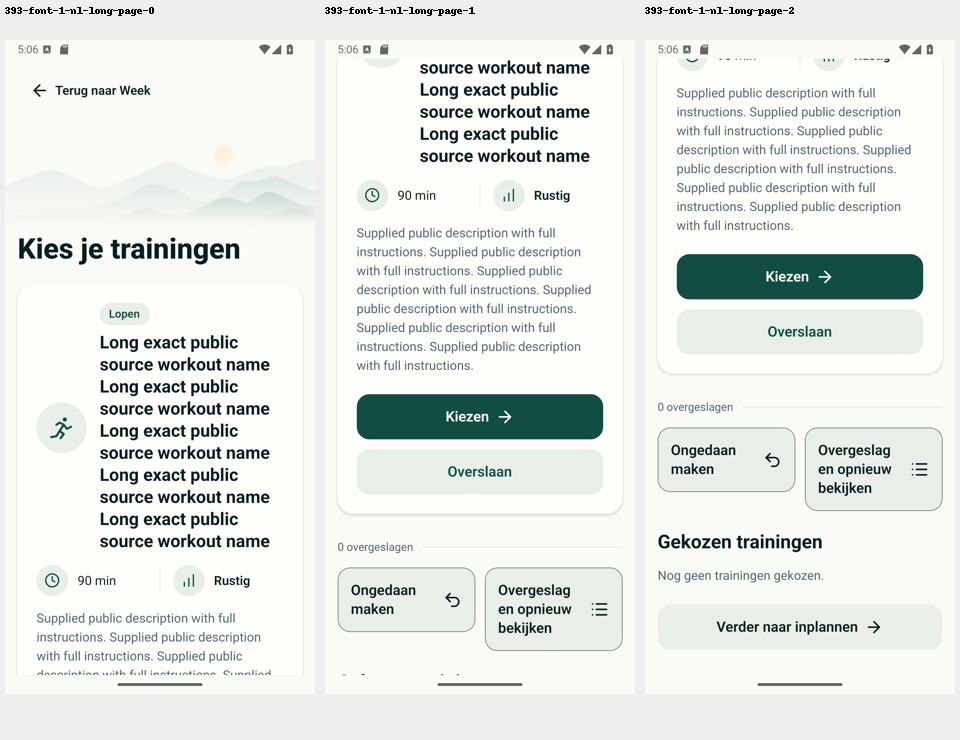 393-font-1-nl-long-page-0
5:06
Terug naar Week
Kies je trainingen
Lopen
Long exact public
source workout name
Long exact public
source workout name
Long exact public
source workout name
Long exact public
source workout name
Long exact public
source workout name
90 min
Rustig
Supplied public description with full
instructions. Supplied public description
with full instructions. Supplied public
description with full instructions. Supplied
393-font-1-nl-long-page-1
5:06
source workout name
Long exact public
source workout name
Long exact public
source workout name
90 min
Rustig
Supplied public description with full
instructions. Supplied public description
with full instructions. Supplied public
description with full instructions. Supplied
public description with full instructions.
Supplied public description with full
instructions. Supplied public description
with full instructions.
Kiezen
Overslaan
0 overgeslagen
Ongedaan
maken
Overgeslag
en opnieuw
bekijken
393-font-1-nl-long-page-2
5:06
Supplied public description with full
instructions. Supplied public description
with full instructions. Supplied public
description with full instructions. Supplied
public description with full instructions.
Supplied public description with full
instructions. Supplied public description
with full instructions.
Kiezen
Overslaan
0 overgeslagen
Ongedaan
maken
Overgeslag
en opnieuw
bekijken
Gekozen trainingen
Nog geen trainingen gekozen.
Verder naar inplannen